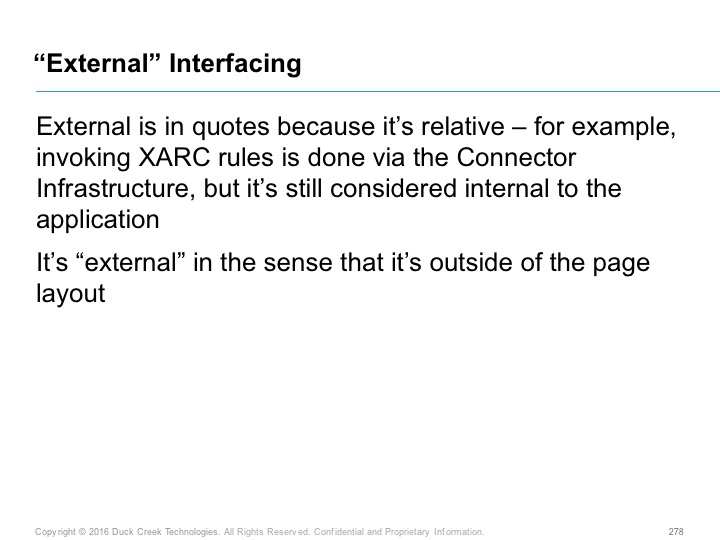 “External” Interfacing
External is in quotes because it’s relative – for example,
invoking XARC rules is done via the Connector
Infrastructure, but it’s still considered internal to the
application
It’s “external” in the sense that it’s outside of the page
layout
Copyright © 2016 Duck Creek Technologies. All Rights Reserved. Confidential and Proprietary Information.
278